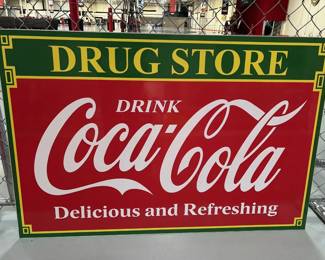 DRUG STORE
DRINK
Coca-Cola
Delicious and Refreshing